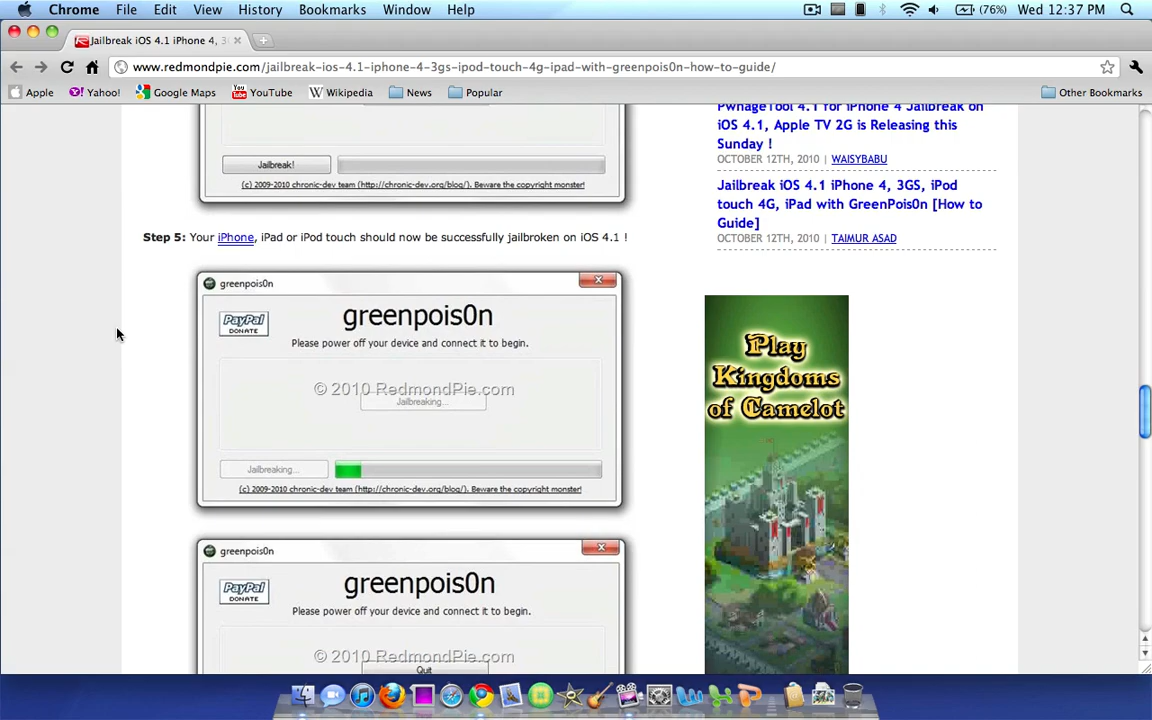 Chrome File Edit View History Bookmarks Window Help (76%) Wed 12:37 PM
Jailbreak iOS 4.1 iPhone 4, 3
www.redmondpie.com/jailbreak-ios-4.1-iphone-4-3gs-ipod-touch-4g-ipad-with-greenpois0n-how-to-guide/
Apple Yahoo! Google Maps YouTube Wikipedia News Popular Other Bookmarks
Jailbreak!
(c) 2009-2010 chronic-dev team (http://chronic-dev.org/blog/). Beware the copyright monster!
Step 5: Your iPhone, iPad or iPod touch should now be successfully jailbroken on iOS 4.1 !
greenpois0n
PayPal
DONATE
greenpois0n
Please power off your device and connect it to begin.
© 2010 RedmondPie.com
Jailbreaking...
Jailbreaking...
(c) 2009-2010 chronic-dev team (http://chronic-dev.org/blog/). Beware the copyright monster!
greenpois0n
PayPal
DONATE
greenpois0n
Please power off your device and connect it to begin.
© 2010 RedmondPie.com
Quit
PwnageTool 4.1 for iPhone 4 Jailbreak on
iOS 4.1, Apple TV 2G is Releasing this
Sunday !
OCTOBER 12TH, 2010 | WAISYBABU
Jailbreak iOS 4.1 iPhone 4, 3GS, iPod
touch 4G, iPad with GreenPois0n [How to
Guide]
OCTOBER 12TH, 2010 | TAIMUR ASAD
Play
Kingdoms
of Camelot